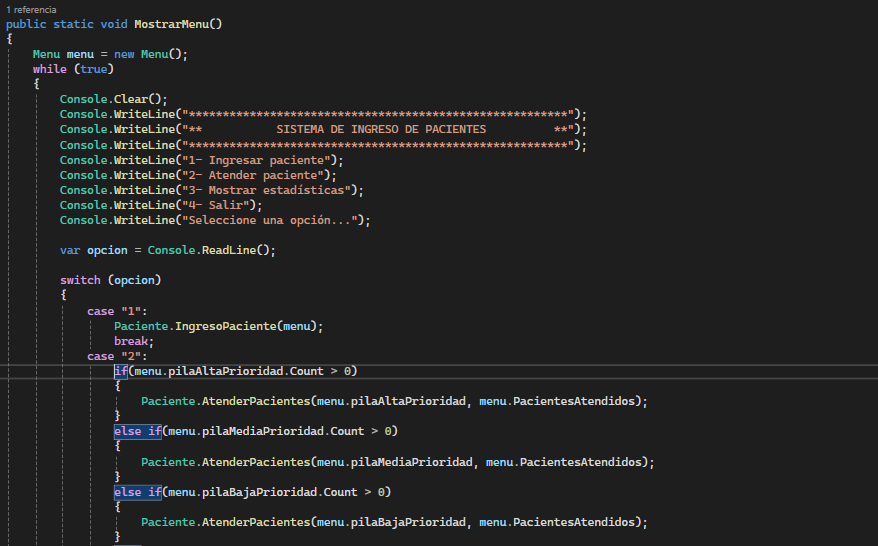 1 referencia
public static void MostrarMenu()
{
Menu menu = new Menu();
while (true)
{
Console.Clear();
Console.WriteLine("********************************************************");
Console.WriteLine("**           SISTEMA DE INGRESO DE PACIENTES          **");
Console.WriteLine("********************************************************");
Console.WriteLine("1- Ingresar paciente");
Console.WriteLine("2- Atender paciente");
Console.WriteLine("3- Mostrar estadísticas");
Console.WriteLine("4- Salir");
Console.WriteLine("Seleccione una opción...");
var opcion = Console.ReadLine();
switch (opcion)
{
case "1":
Paciente.IngresoPaciente(menu);
break;
case "2":
if(menu.pilaAltaPrioridad.Count > 0)
{
Paciente.AtenderPacientes(menu.pilaAltaPrioridad, menu.PacientesAtendidos);
}
else if(menu.pilaMediaPrioridad.Count > 0)
{
Paciente.AtenderPacientes(menu.pilaMediaPrioridad, menu.PacientesAtendidos);
}
else if(menu.pilaBajaPrioridad.Count > 0)
{
Paciente.AtenderPacientes(menu.pilaBajaPrioridad, menu.PacientesAtendidos);
}